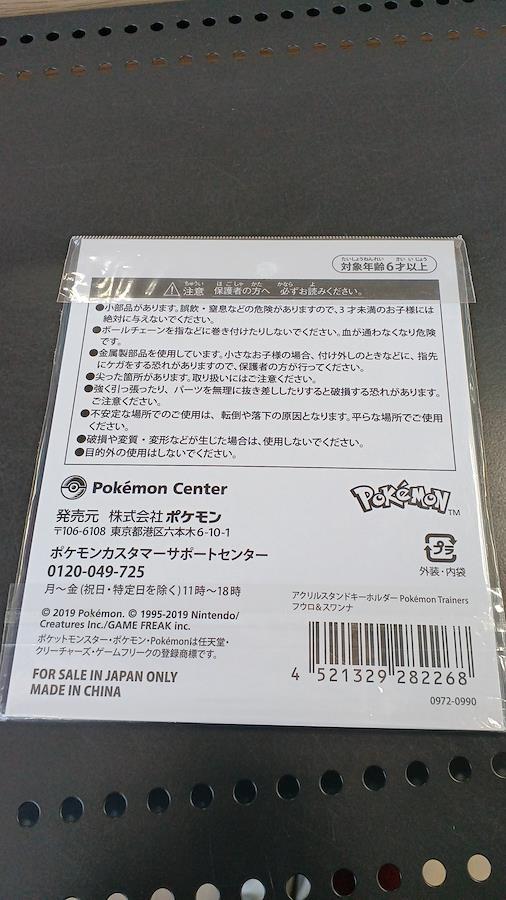 たいしょうねんれい さい いじょう
対象年齢6才以上
ちゅうい ほごしゃ かた かなら よ
注意 保護者の方へ 必ずお読みください。
●小部品があります。誤飲・窒息などの危険がありますので、3才未満のお子様には
絶対に与えないでください。
●ボールチェーンを指などに巻き付けたりしないでください。血が通わなくなり危険
です。
●金属製部品を使用しています。小さなお子様の場合、付け外しのときなどに、指先
にケガをする恐れがありますので、保護者の方が行ってください。
●尖った箇所があります。取り扱いにはご注意ください。
●強く引っ張ったり、パーツを無理に抜き差ししたりすると破損する恐れがあります。
ご注意ください。
●不安定な場所でのご使用は、転倒や落下の原因となります。平らな場所でご使用
ください。
●破損や変質・変形などが生じた場合は、使用しないでください。
●目的外の使用はしないでください。
Pokémon Center
POKéMON TM
発売元 株式会社ポケモン
〒106-6108 東京都港区六本木6-10-1
プラ
外装・内袋
ポケモンカスタマーサポートセンター
0120-049-725
月〜金(祝日・特定日を除く)11時〜18時
アクリルスタンドキーホルダー Pokémon Trainers
フウロ&スワンナ
© 2019 Pokémon. © 1995-2019 Nintendo/
Creatures Inc./GAME FREAK inc.
ポケットモンスター・ポケモン・Pokémonは任天堂・
クリーチャーズ・ゲームフリークの登録商標です。
FOR SALE IN JAPAN ONLY
MADE IN CHINA
4 521329 282268
0972-0990